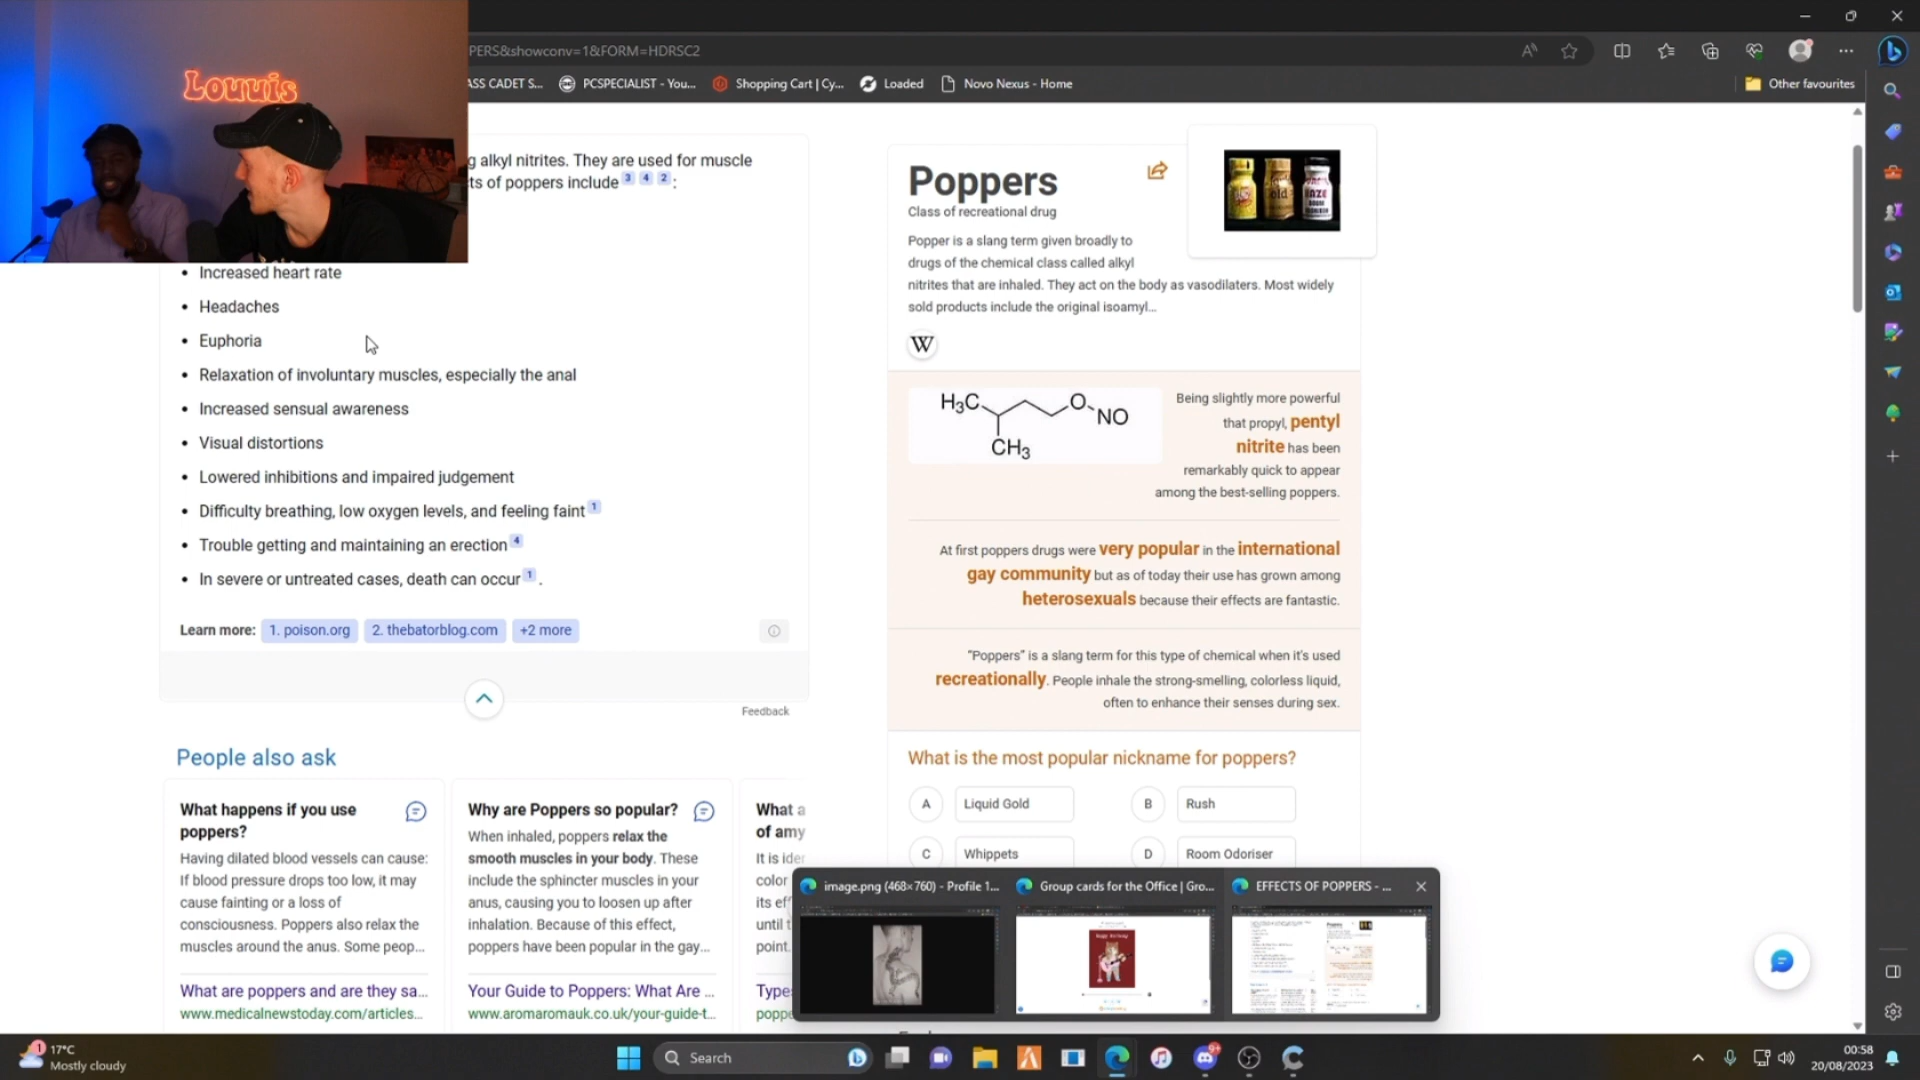 Louuis
PERS&showconv=1&FORM=HDRSC2
ASS CADET S...
PCSPECIALIST - You...
Shopping Cart | Cy...
Loaded
Novo Nexus - Home
Other favourites
g alkyl nitrites. They are used for muscle
ts of poppers include 3 4 2 :
• Increased heart rate
• Headaches
• Euphoria
• Relaxation of involuntary muscles, especially the anal
• Increased sensual awareness
• Visual distortions
• Lowered inhibitions and impaired judgement
• Difficulty breathing, low oxygen levels, and feeling faint 1
• Trouble getting and maintaining an erection 4
• In severe or untreated cases, death can occur 1 .
Learn more: 1. poison.org 2. thebatorblog.com +2 more
Feedback
Poppers
Class of recreational drug
Popper is a slang term given broadly to
drugs of the chemical class called alkyl
nitrites that are inhaled. They act on the body as vasodilators. Most widely
sold products include the original isoamyl...
W
H3C
O
NO
CH3
Being slightly more powerful
that propyl, pentyl
nitrite has been
remarkably quick to appear
among the best-selling poppers.
At first poppers drugs were very popular in the international
gay community but as of today their use has grown among
heterosexuals because their effects are fantastic.
"Poppers" is a slang term for this type of chemical when it's used
recreationally. People inhale the strong-smelling, colorless liquid,
often to enhance their senses during sex.
What is the most popular nickname for poppers?
A Liquid Gold
B Rush
C Whippets
D Room Odoriser
People also ask
What happens if you use
poppers?
Having dilated blood vessels can cause:
If blood pressure drops too low, it may
cause fainting or a loss of
consciousness. Poppers also relax the
muscles around the anus. Some peop...
What are poppers and are they sa...
www.medicalnewstoday.com/articles...
Why are Poppers so popular?
When inhaled, poppers relax the
smooth muscles in your body. These
include the sphincter muscles in your
anus, causing you to loosen up after
inhalation. Because of this effect,
poppers have been popular in the gay...
Your Guide to Poppers: What Are ...
www.aromaromauk.co.uk/your-guide-t...
What a
of amy
It is ider
color
its ef
until t
point.
Types
poppe
image.png (468×760) - Profile 1...
Group cards for the Office | Gro...
EFFECTS OF POPPERS - ...
1
17°C
Mostly cloudy
Search
9+
00:58
20/08/2023